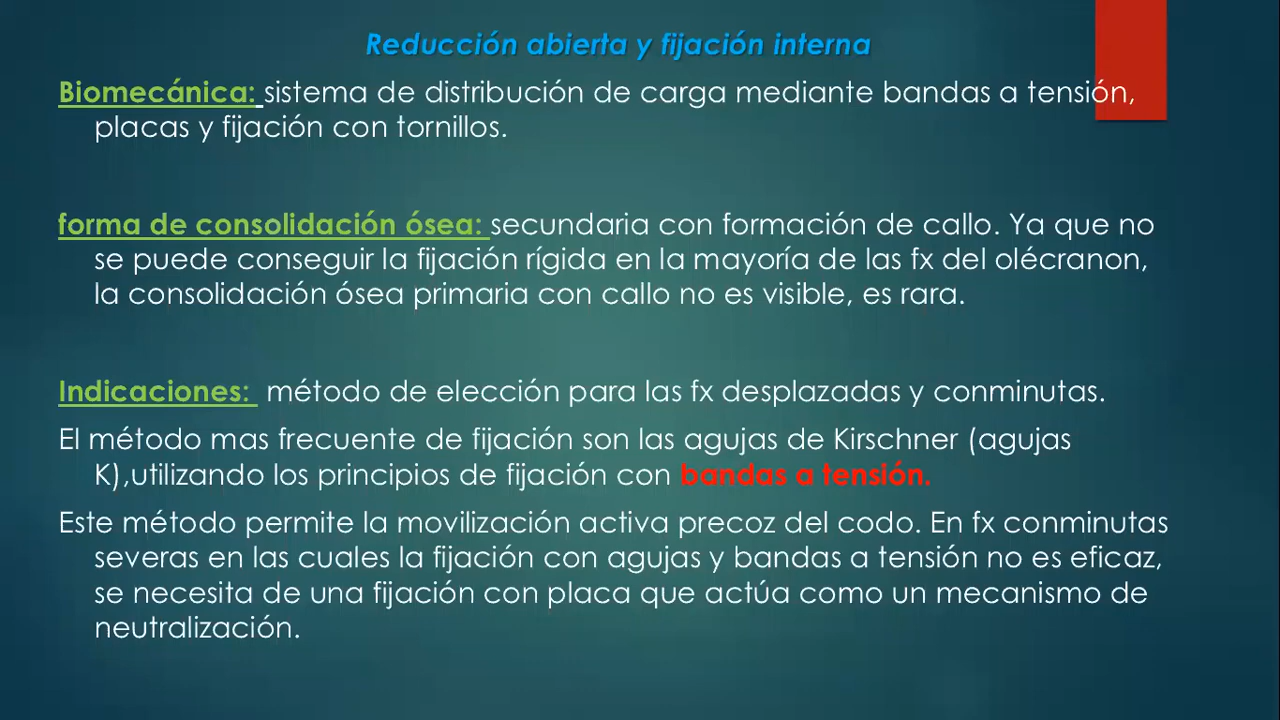 Reducción abierta y fijación interna
Biomecánica: sistema de distribución de carga mediante bandas a tensión,
placas y fijación con tornillos.
forma de consolidación ósea: secundaria con formación de callo. Ya que no
se puede conseguir la fijación rígida en la mayoría de las fx del olécranon,
la consolidación ósea primaria con callo no es visible, es rara.
Indicaciones: método de elección para las fx desplazadas y conminutas.
El método mas frecuente de fijación son las agujas de Kirschner (agujas
K),utilizando los principios de fijación con bandas a tensión.
Este método permite la movilización activa precoz del codo. En fx conminutas
severas en las cuales la fijación con agujas y bandas a tensión no es eficaz,
se necesita de una fijación con placa que actúa como un mecanismo de
neutralización.